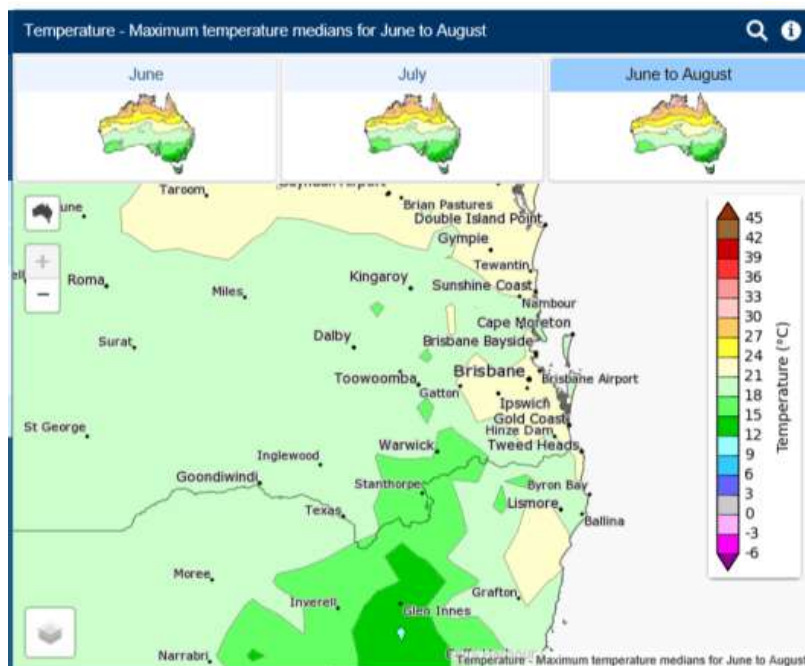 Temperature - Maximum temperature medians for June to August
June
July
June to August
Taroom
Brian Pastures
Double Island Point
Gympie
Tewantin
Roma
Miles
Kingaroy
Sunshine Coast
Nambour
Cape Moreton
Surat
Dalby
Brisbane Bayside
Toowoomba
Brisbane
Brisbane Airport
Gatton
Ipswich
Gold Coast
St George
Hinze Dam
Warwick
Tweed Heads
Inglewood
Goondiwindi
Stanthorpe
Byron Bay
Texas
Lismore
Ballina
Moree
Inverell
Glen Innes
Grafton
Narrabri
45
42
39
36
33
30
27
24
21
18
15
12
9
6
3
0
-3
-6
Temperature (°C)
Temperature - Maximum temperature medians for June to August